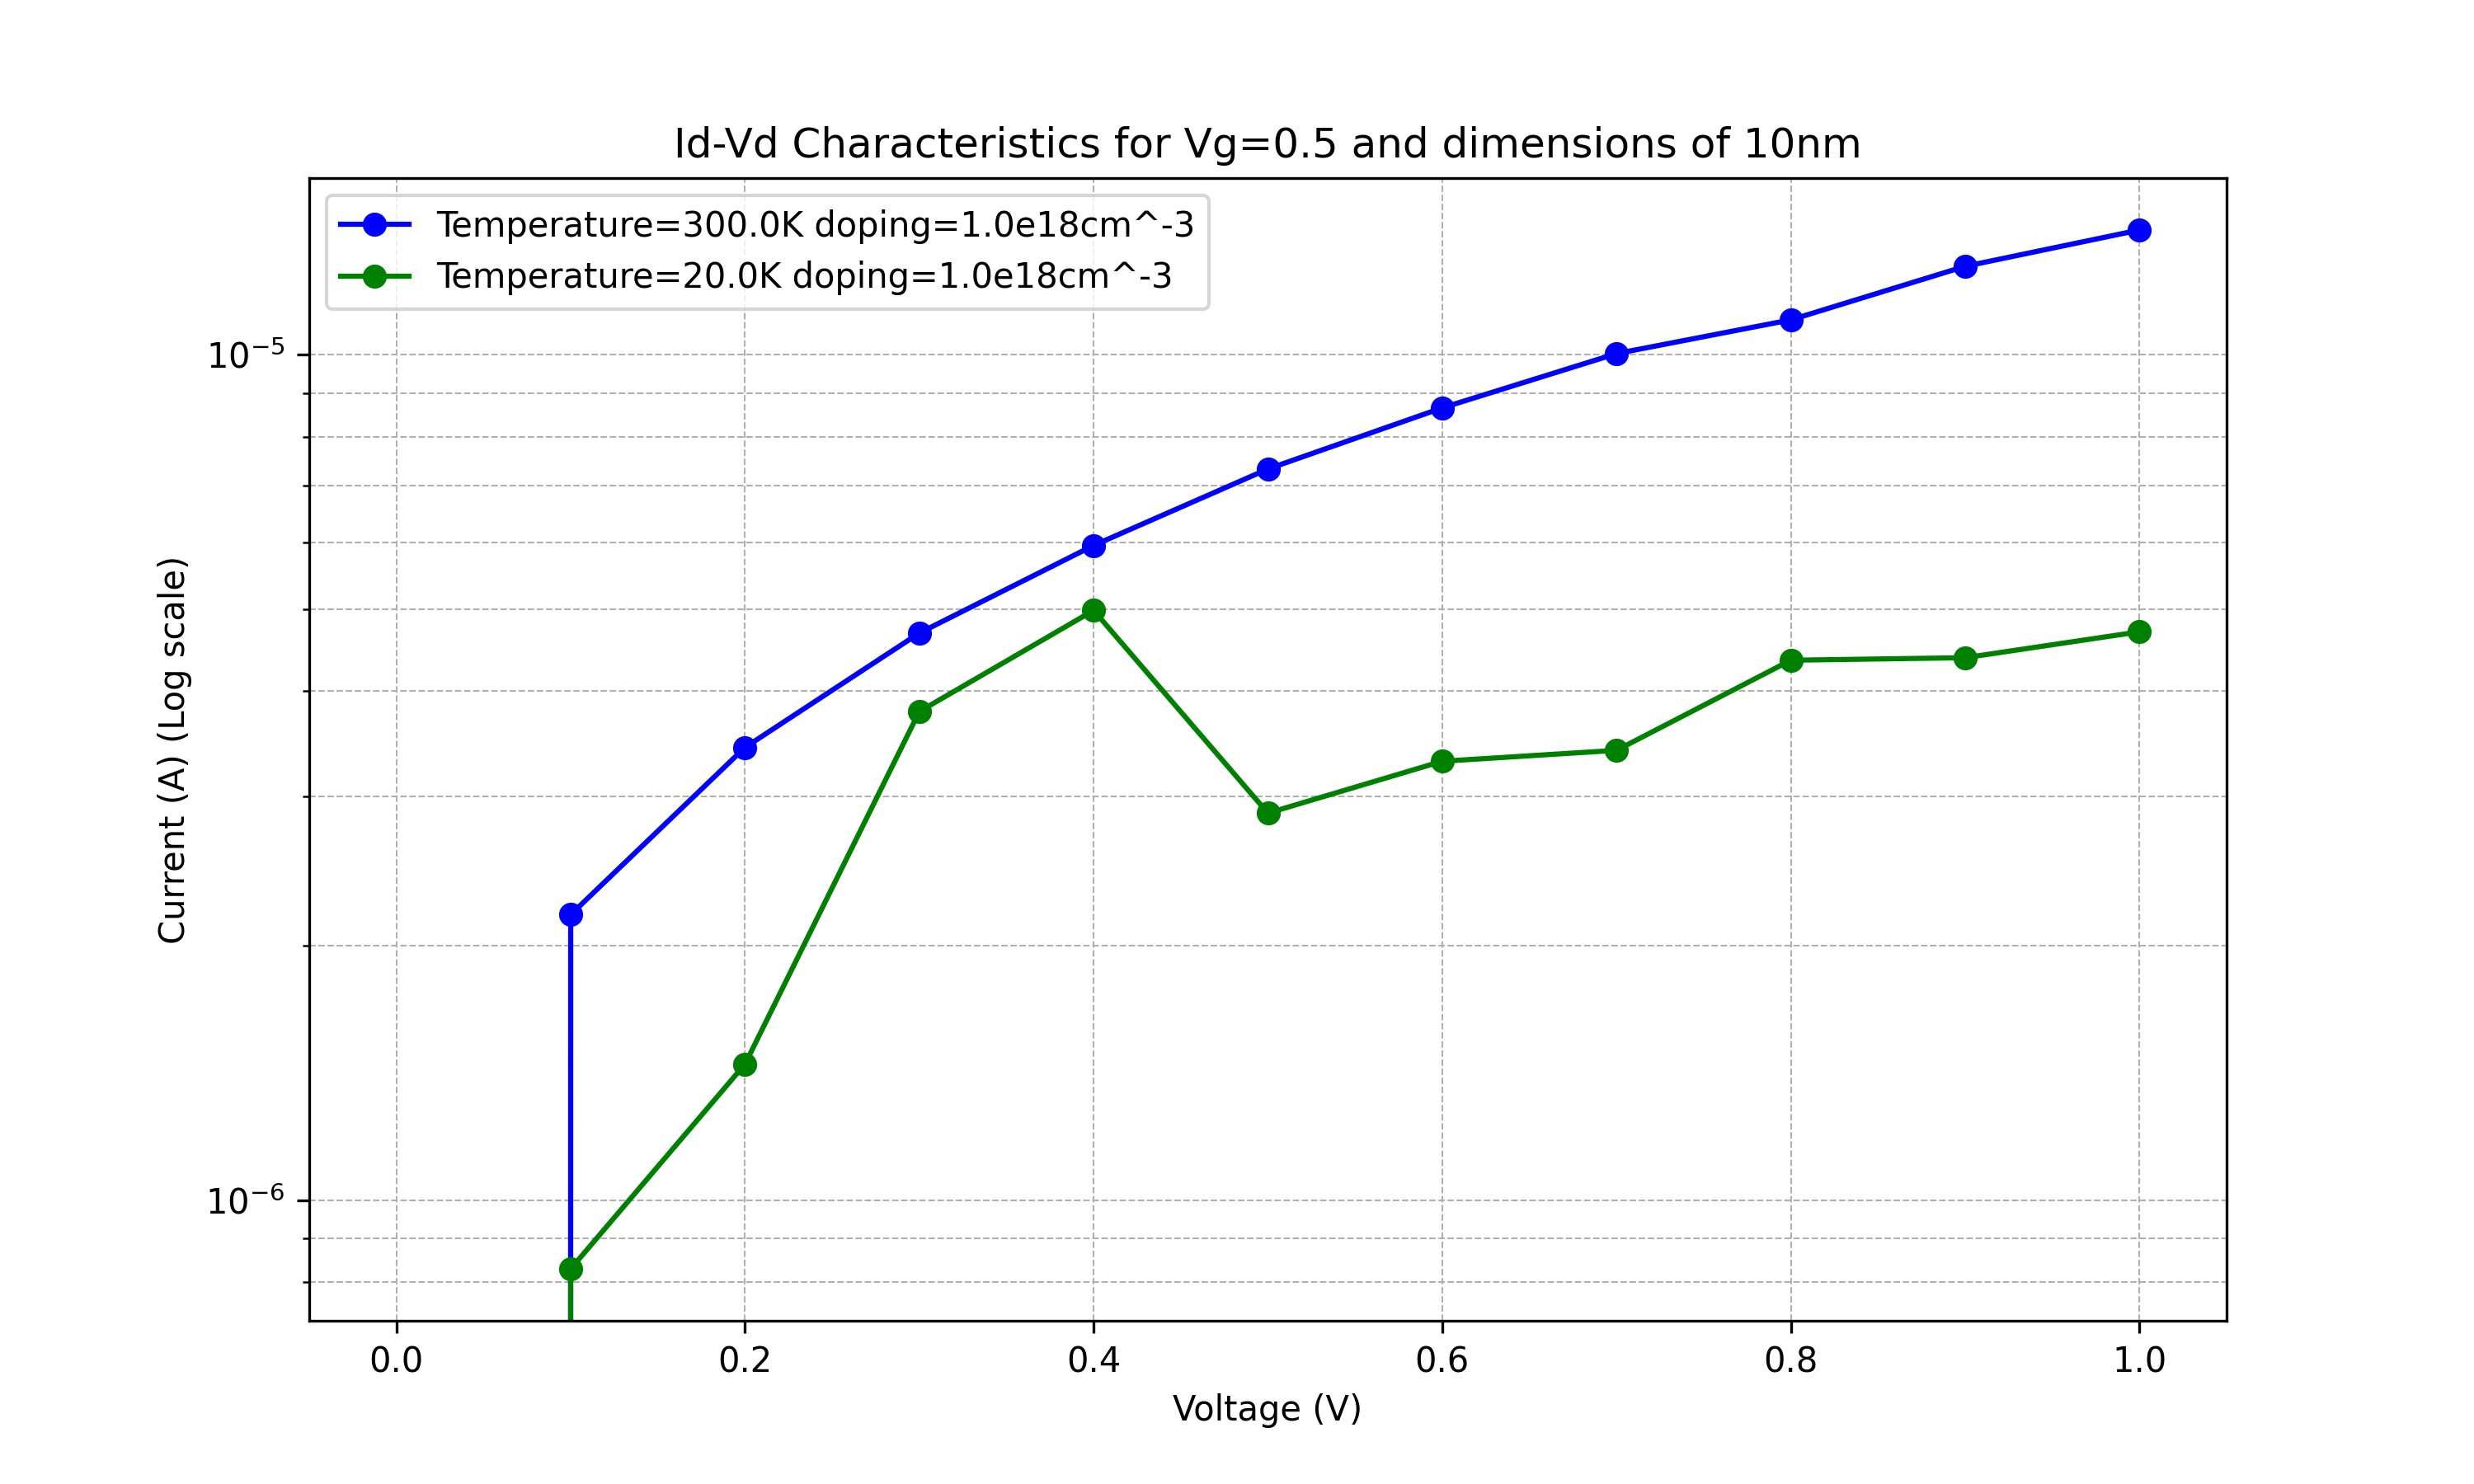 Id-Vd Characteristics for Vg=0.5 and dimensions of 10nm
Temperature=300.0K doping=1.0e18cm^-3
Temperature=20.0K doping=1.0e18cm^-3
10⁻⁵
10⁻⁶
Current (A) (Log scale)
0.0 0.2 0.4 0.6 0.8 1.0
Voltage (V)